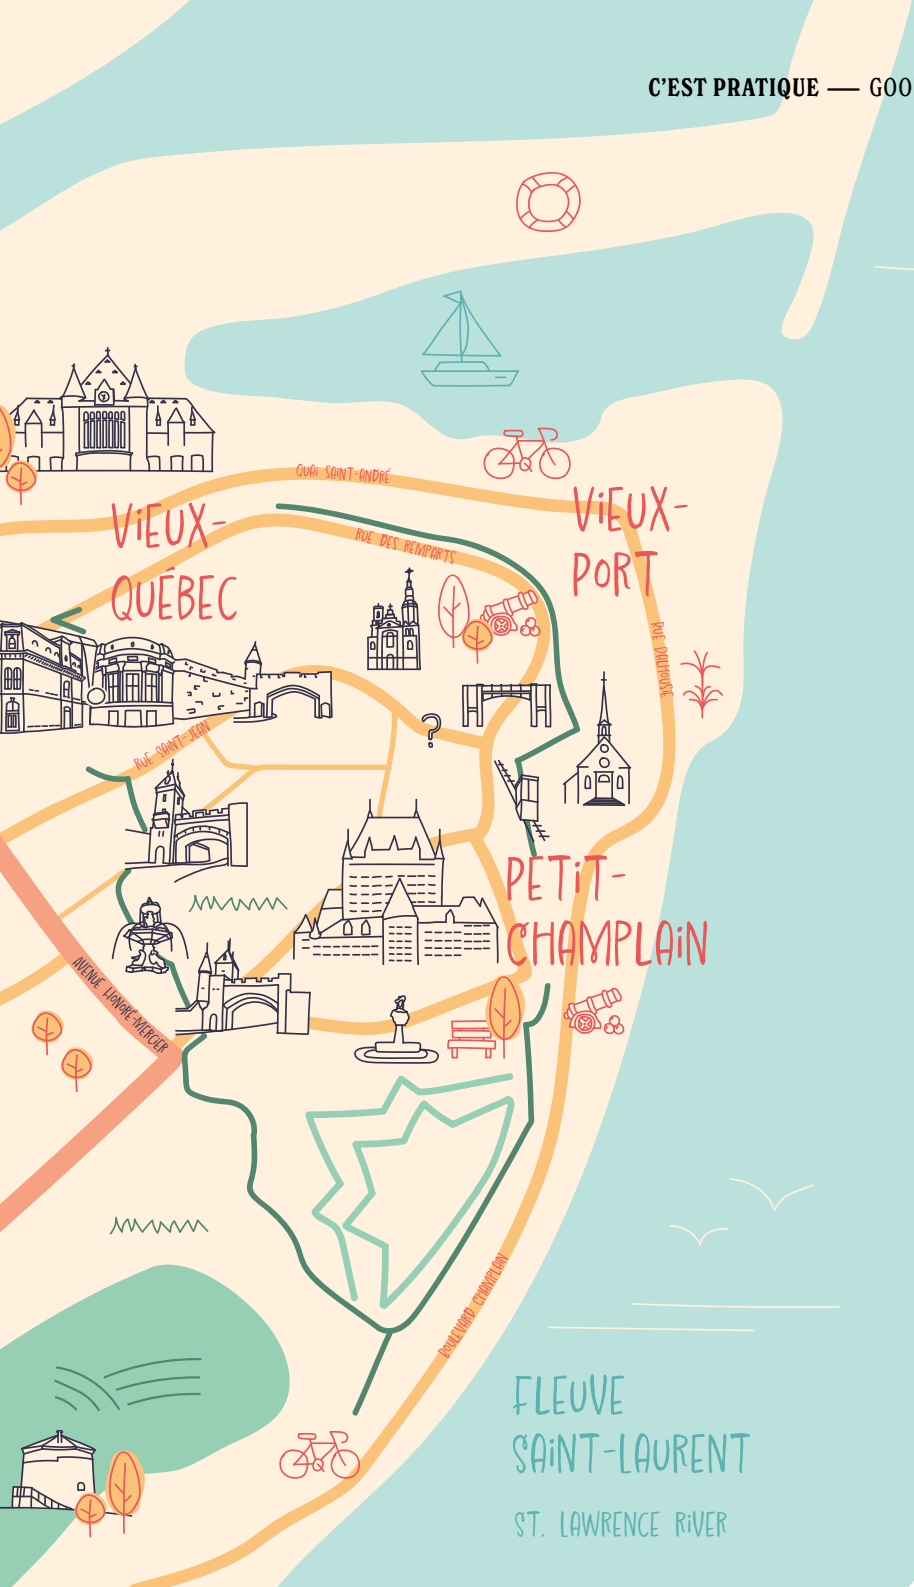 C'EST PRATIQUE — GOO
QUAI SAINT-ANDRÉ
VIEUX-
QUÉBEC
RUE DES REMPARTS
VIEUX-
PORT
RUE DALHOUSIE
RUE SAINT-JEAN
?
PETIT-
CHAMPLAIN
AVENUE HONORÉ MERCIER
BOULEVARD CHAMPLAIN
FLEUVE
SAINT-LAURENT
ST. LAWRENCE RIVER